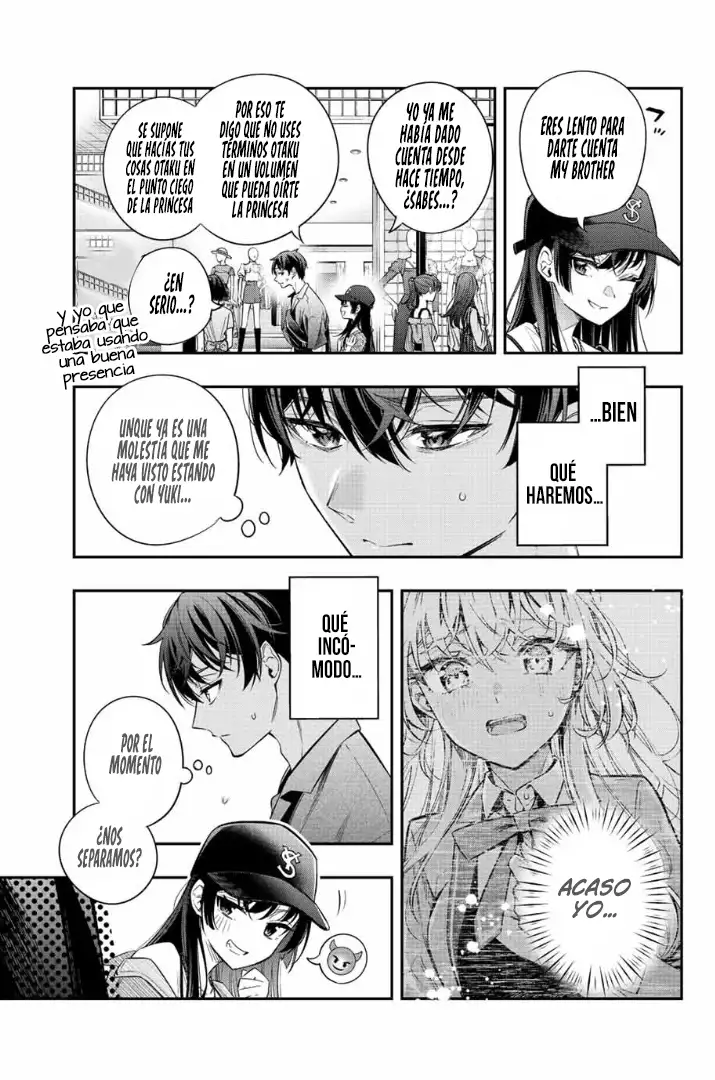 ERES LENTO PARA
DARTE CUENTA
MY BROTHER
YO YA ME
HABÍA DADO
CUENTA DESDE
HACE TIEMPO,
¿SABES...?
POR ESO TE
DIGO QUE NO USES
TÉRMINOS OTAKU
EN UN VOLUMEN
QUE PUEDA OÍRTE
LA PRINCESA
SE SUPONE
QUE HACÍAS TUS
COSAS OTAKU EN
EL PUNTO CIEGO
DE LA PRINCESA
¿EN
SERIO...?
Y yo que
pensaba que
estaba usando
una buena
presencia
...BIEN
QUÉ
HAREMOS...
UNQUE YA ES UNA
MOLESTIA QUE ME
HAYA VISTO ESTANDO
CON YUKI...
ACASO
YO...
QUÉ
INCÓ-
MODO...
POR EL
MOMENTO
¿NOS
SEPARAMOS?